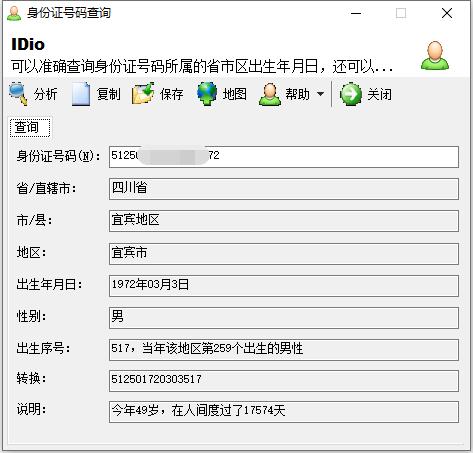 身份证号码查询
IDio
可以准确查询身份证号码所属的省市区出生年月日，还可以...
分析 复制 保存 地图 帮助 关闭
查询
身份证号码(N): 5125 72
省/直辖市: 四川省
市/县: 宜宾地区
地区: 宜宾市
出生年月日: 1972年03月3日
性别: 男
出生序号: 517，当年该地区第259个出生的男性
转换: 512501720303517
说明: 今年49岁，在人间度过了17574天